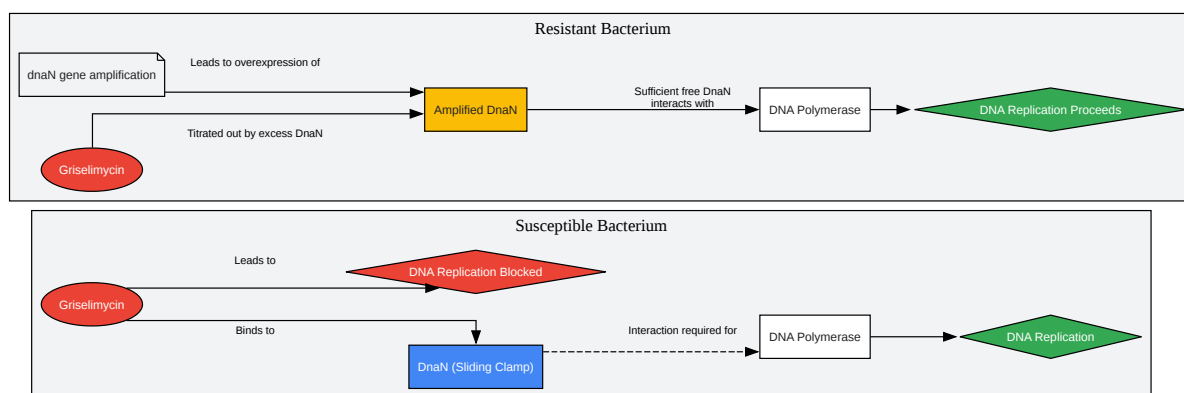 Resistant Bacterium
dnaN gene amplification
Leads to overexpression of
Amplified DnaN
Sufficient free DnaN
interacts with
DNA Polymerase
DNA Replication Proceeds
Titrated out by excess DnaN
Griselimycin
Susceptible Bacterium
Leads to
DNA Replication Blocked
Griselimycin
Binds to
DnaN (Sliding Clamp)
Interaction required for
DNA Polymerase
DNA Replication